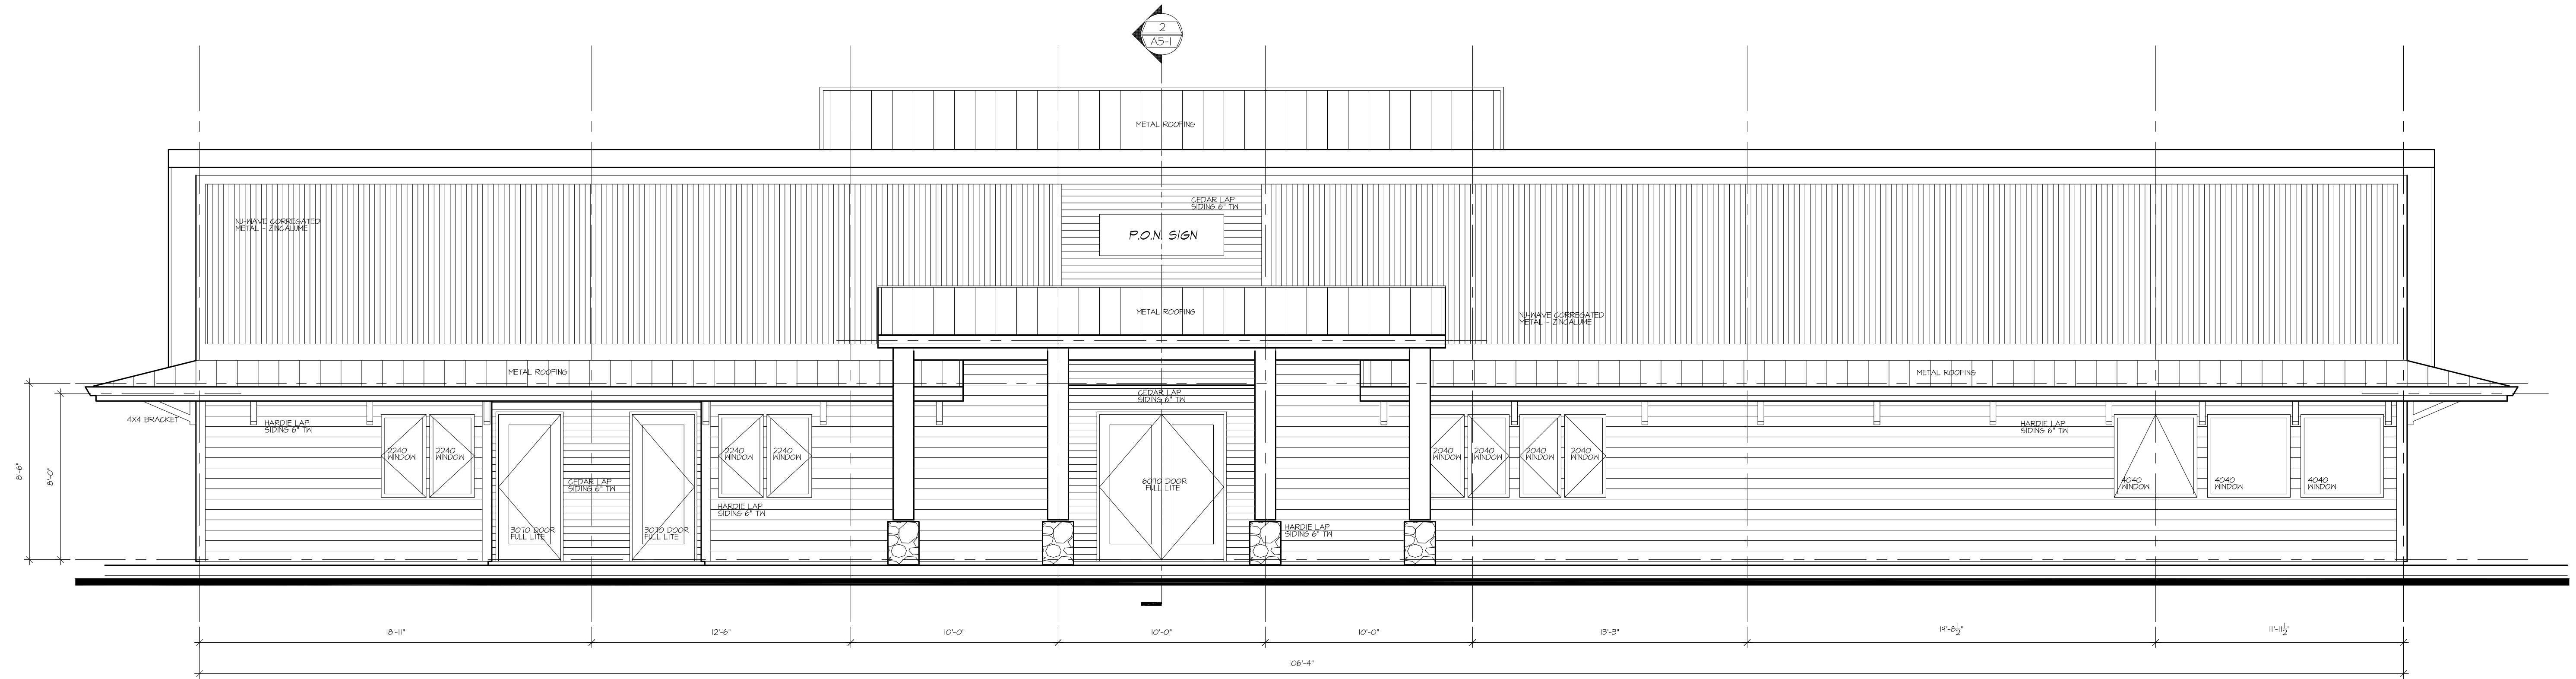 2
A5-1
METAL ROOFING
NU-WAVE CORREGATED
METAL - ZINCALUME
CEDAR LAP
SIDING 6" TW
P.O.N. SIGN
METAL ROOFING
NU-WAVE CORREGATED
METAL - ZINCALUME
METAL ROOFING
METAL ROOFING
4X4 BRACKET
HARDIE LAP
SIDING 6" TW
CEDAR LAP
SIDING 6" TW
HARDIE LAP
SIDING 6" TW
2240
WINDOW
2240
WINDOW
2240
WINDOW
2240
WINDOW
2040
WINDOW
2040
WINDOW
2040
WINDOW
2040
WINDOW
CEDAR LAP
SIDING 6" TW
6070 DOOR
FULL LITE
4040
WINDOW
4040
WINDOW
4040
WINDOW
HARDIE LAP
SIDING 6" TW
3070 DOOR
FULL LITE
3070 DOOR
FULL LITE
HARDIE LAP
SIDING 6" TW
8'-6"
8'-0"
18'-11"
12'-6"
10'-0"
10'-0"
10'-0"
13'-3"
19'-8½"
11'-11½"
106'-4"